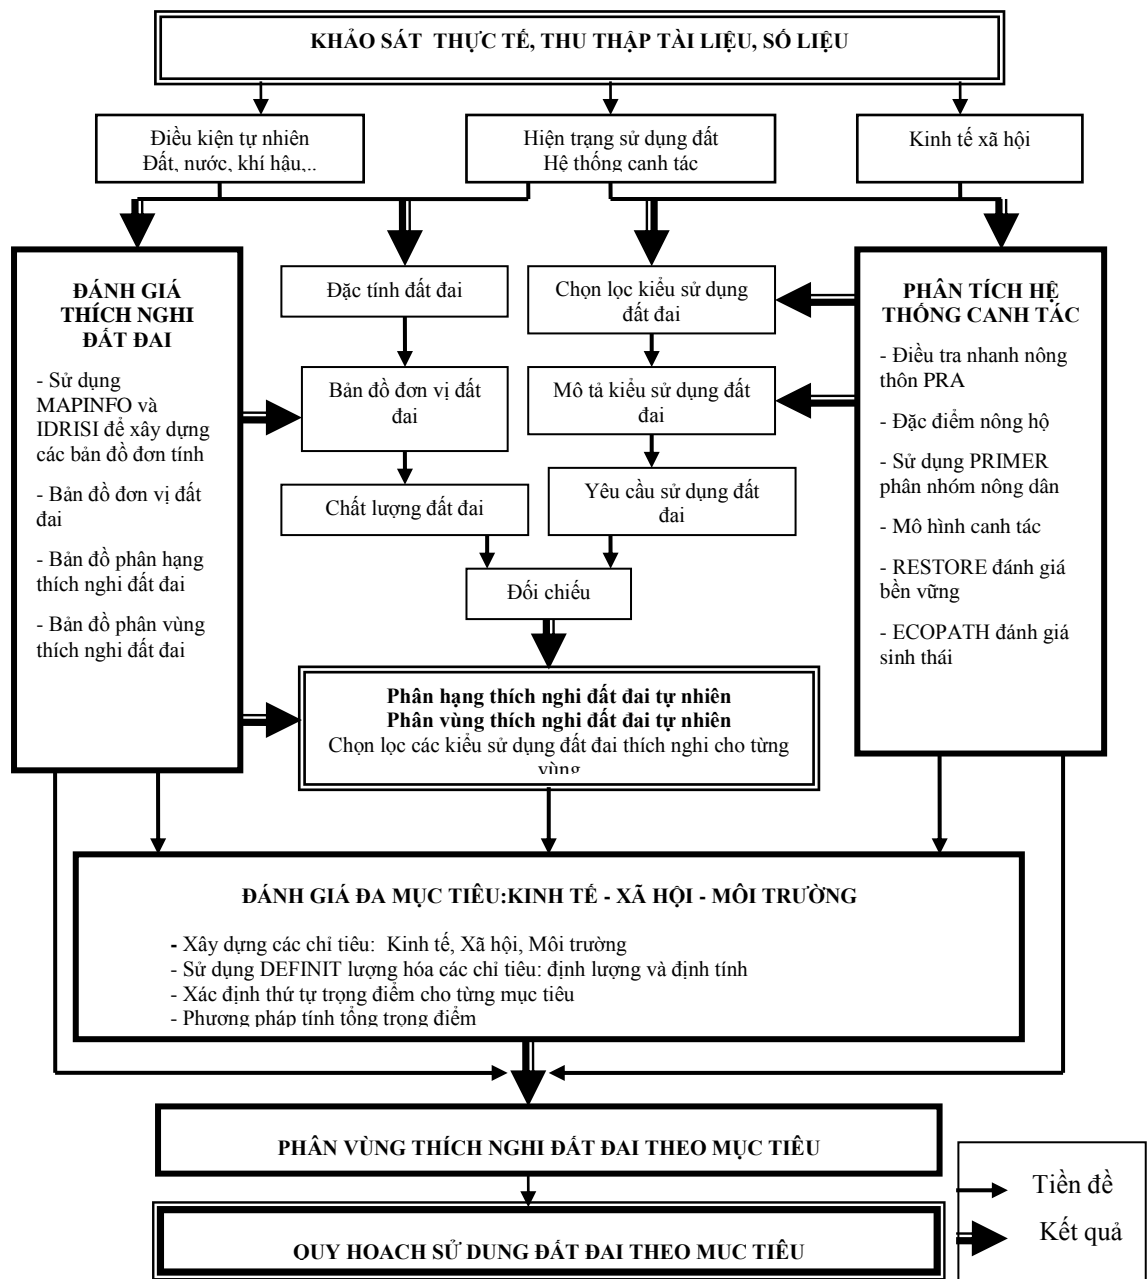 KHẢO SÁT THỰC TẾ, THU THẬP TÀI LIỆU, SỐ LIỆU
Điều kiện tự nhiên
Đất, nước, khí hậu,..
Hiện trạng sử dụng đất
Hệ thống canh tác
Kinh tế xã hội
ĐÁNH GIÁ
THÍCH NGHI
ĐẤT ĐAI
- Sử dụng
MAPINFO và
IDRISI để xây dựng
các bản đồ đơn tính
- Bản đồ đơn vị đất
đai
- Bản đồ phân hạng
thích nghi đất đai
- Bản đồ phân vùng
thích nghi đất đai
Đặc tính đất đai
Bản đồ đơn vị đất
đai
Chất lượng đất đai
Chọn lọc kiểu sử dụng
đất đai
Mô tả kiểu sử dụng đất
đai
Yêu cầu sử dụng đất
đai
Đối chiếu
PHÂN TÍCH HỆ
THỐNG CANH TÁC
- Điều tra nhanh nông
thôn PRA
- Đặc điểm nông hộ
- Sử dụng PRIMER
phân nhóm nông dân
- Mô hình canh tác
- RESTORE đánh giá
bền vững
- ECOPATH đánh giá
sinh thái
Phân hạng thích nghi đất đai tự nhiên
Phân vùng thích nghi đất đai tự nhiên
Chọn lọc các kiểu sử dụng đất đai thích nghi cho từng
vùng
ĐÁNH GIÁ ĐA MỤC TIÊU:KINH TẾ - XÃ HỘI - MÔI TRƯỜNG
- Xây dựng các chỉ tiêu: Kinh tế, Xã hội, Môi trường
- Sử dụng DEFINIT lượng hóa các chỉ tiêu: định lượng và định tính
- Xác định thứ tự trọng điểm cho từng mục tiêu
- Phương pháp tính tổng trọng điểm
PHÂN VÙNG THÍCH NGHI ĐẤT ĐAI THEO MỤC TIÊU
QUY HOẠCH SỬ DỤNG ĐẤT ĐAI THEO MỤC TIÊU
Tiền đề
Kết quả